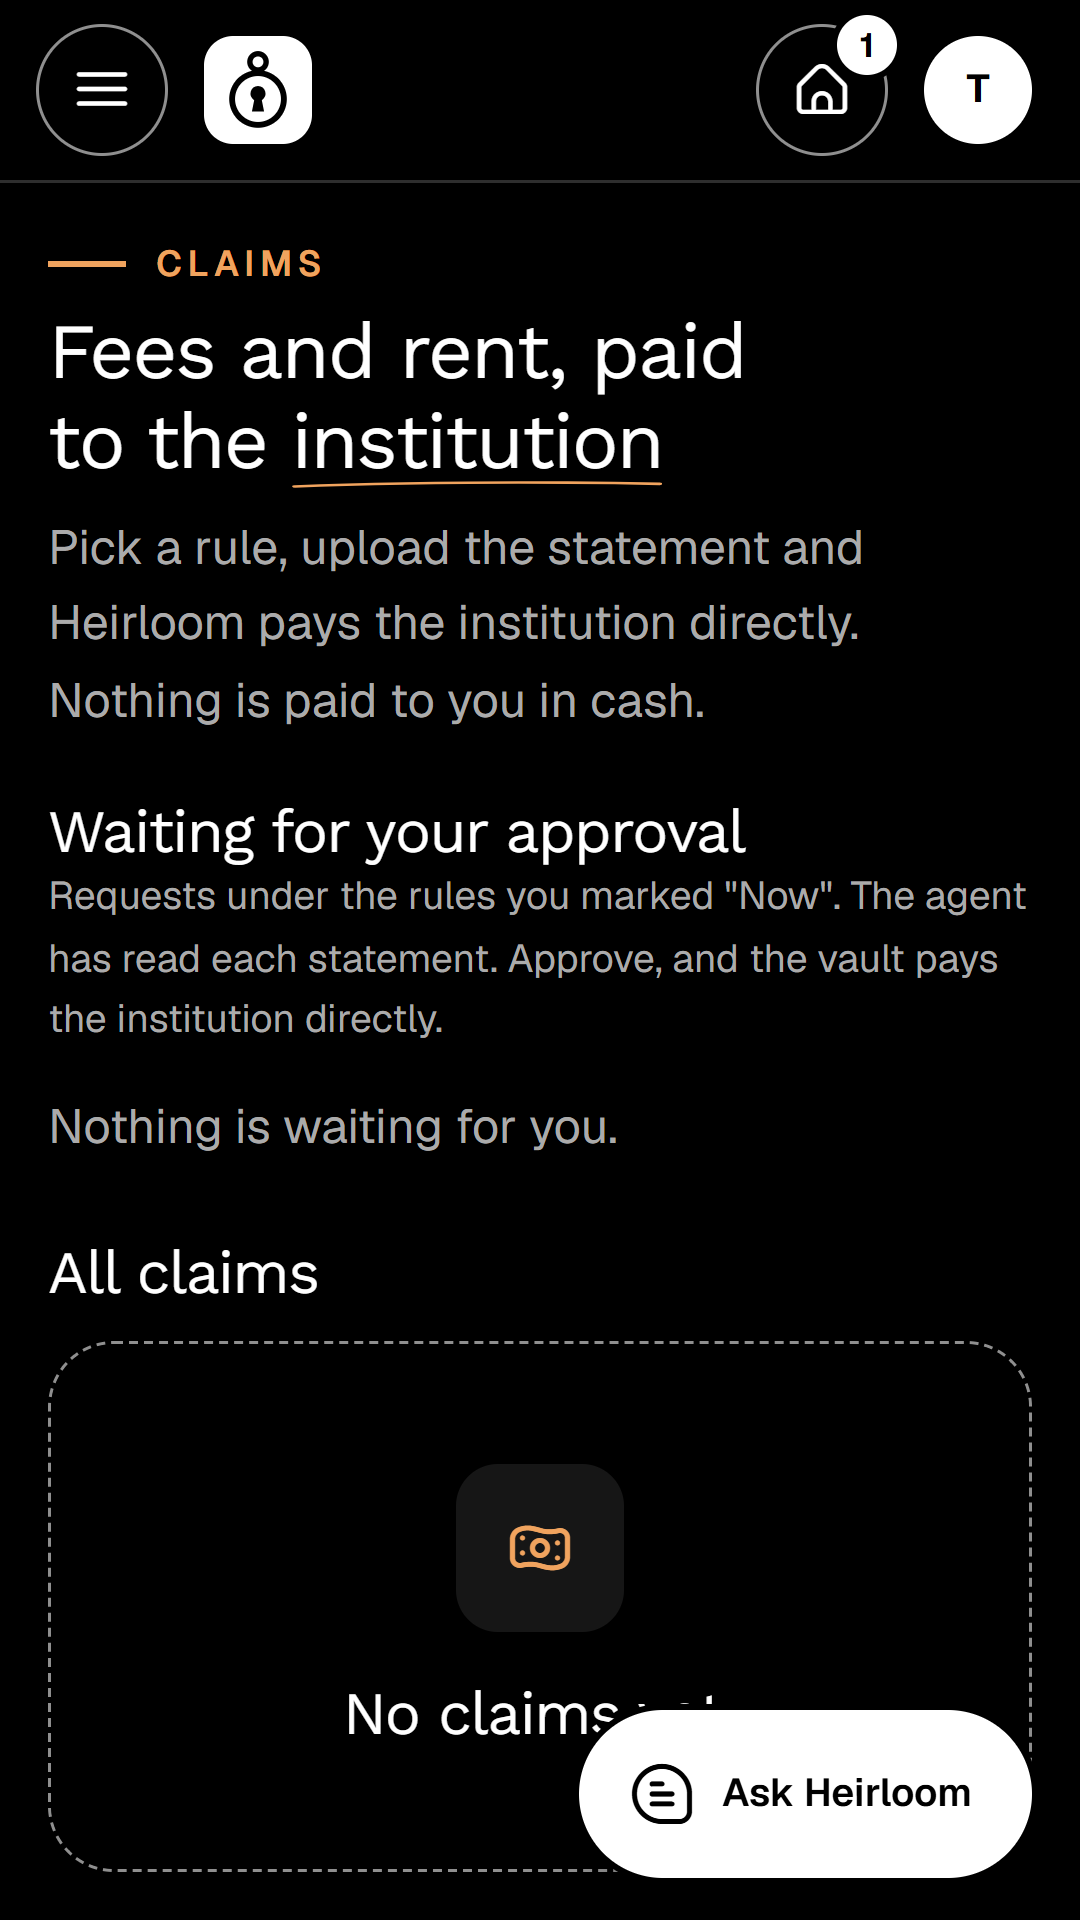 1
T
CLAIMS
Fees and rent, paid
to the institution
Pick a rule, upload the statement and
Heirloom pays the institution directly.
Nothing is paid to you in cash.
Waiting for your approval
Requests under the rules you marked "Now". The agent
has read each statement. Approve, and the vault pays
the institution directly.
Nothing is waiting for you.
All claims
No claims
Ask Heirloom